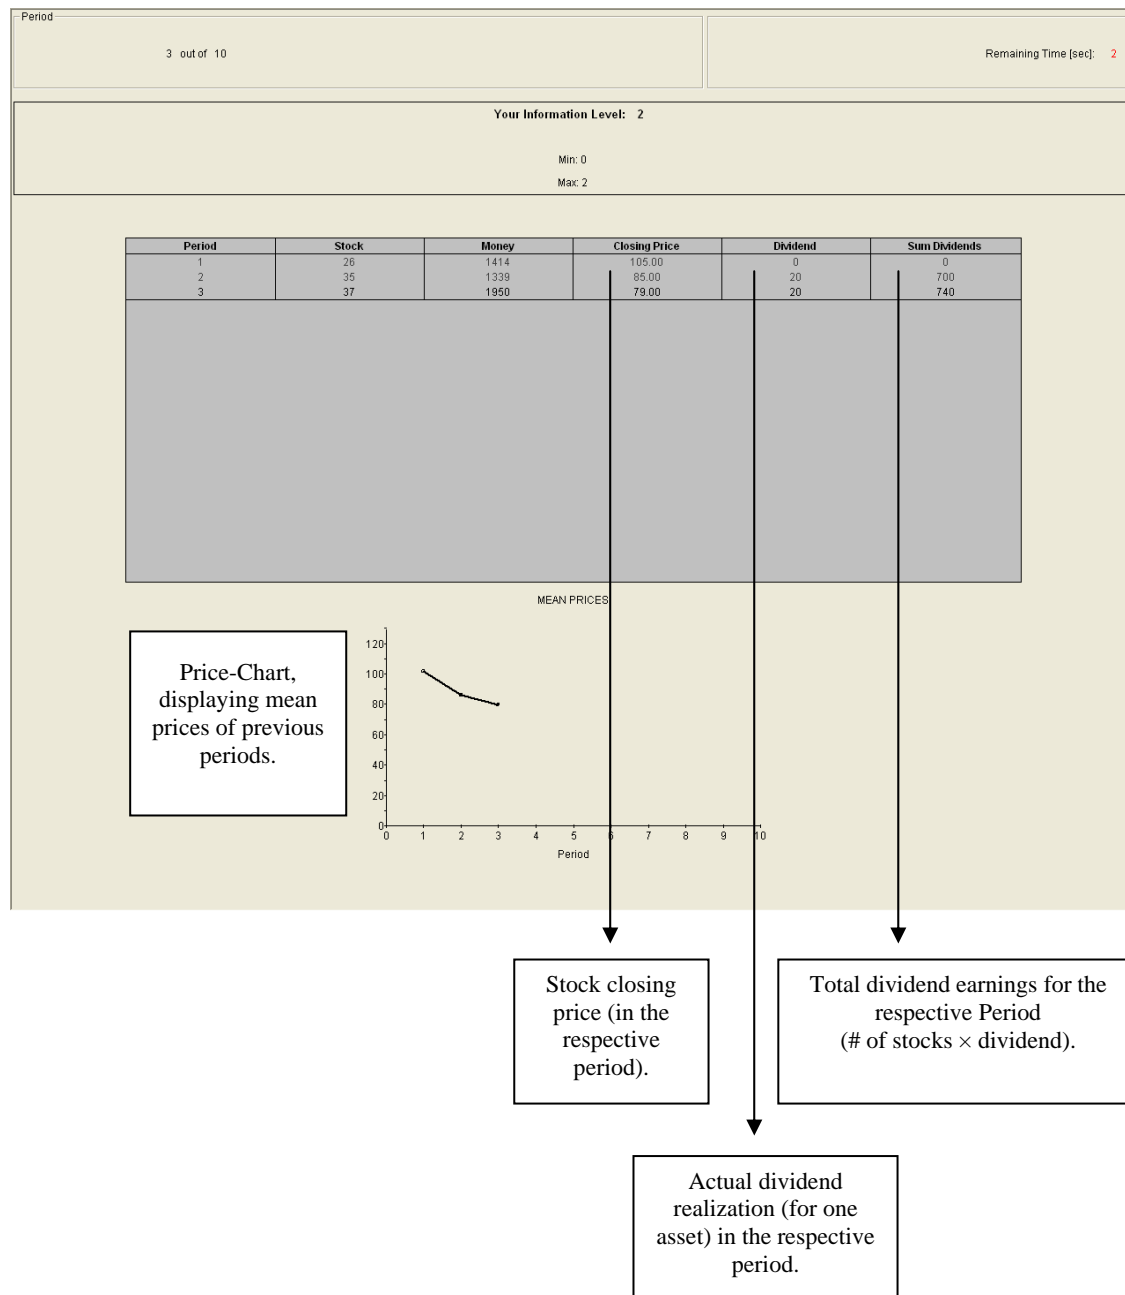 Period
3 out of 10
Remaining Time [sec]: 2
Your Information Level: 2
Min: 0
Max: 2
Period Stock Money Closing Price Dividend Sum Dividends
1 26 1414 105.00 0 0
2 35 1339 85.00 20 700
3 37 1950 79.00 20 740
MEAN PRICES
Price-Chart,
displaying mean
prices of previous
periods.
120
100
80
60
40
20
0
0 1 2 3 4 5 6 7 8 9 10
Period
Stock closing
price (in the
respective
period).
Total dividend earnings for the
respective Period
(# of stocks × dividend).
Actual dividend
realization (for one
asset) in the respective
period.